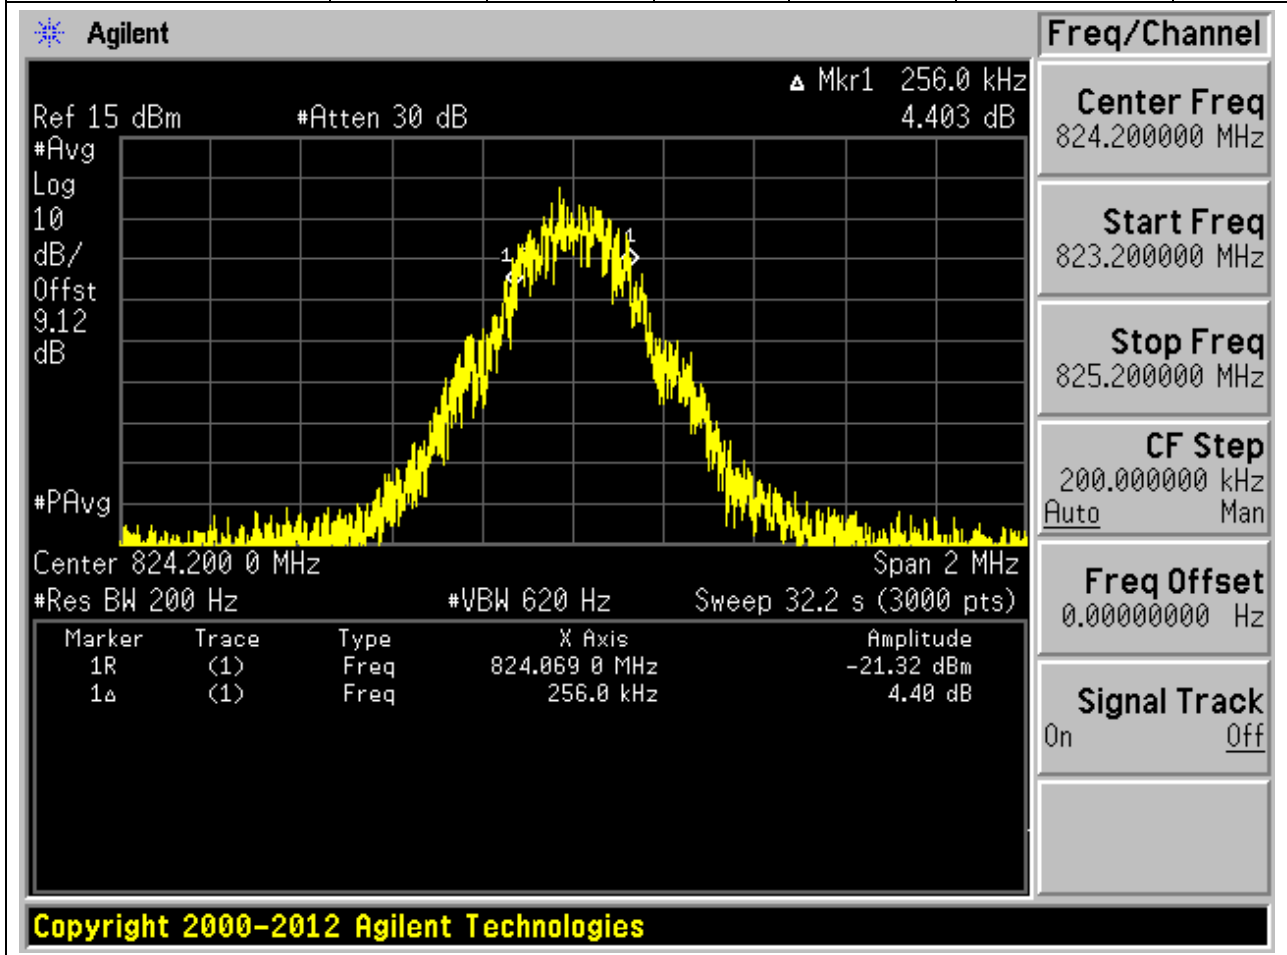 Agilent
Freq/Channel
Δ Mkr1 256.0 kHz
Ref 15 dBm #Atten 30 dB 4.403 dB
#Avg
Log
10
dB/
Offst
9.12
dB
#PAvg
1
1
Center 824.200 0 MHz Span 2 MHz
#Res BW 200 Hz #VBW 620 Hz Sweep 32.2 s (3000 pts)
Marker Trace Type X Axis Amplitude
1R (1) Freq 824.069 0 MHz -21.32 dBm
1Δ (1) Freq 256.0 kHz 4.40 dB
Center Freq
824.200000 MHz
Start Freq
823.200000 MHz
Stop Freq
825.200000 MHz
CF Step
200.000000 kHz
Auto Man
Freq Offset
0.00000000 Hz
Signal Track
On Off
Copyright 2000-2012 Agilent Technologies